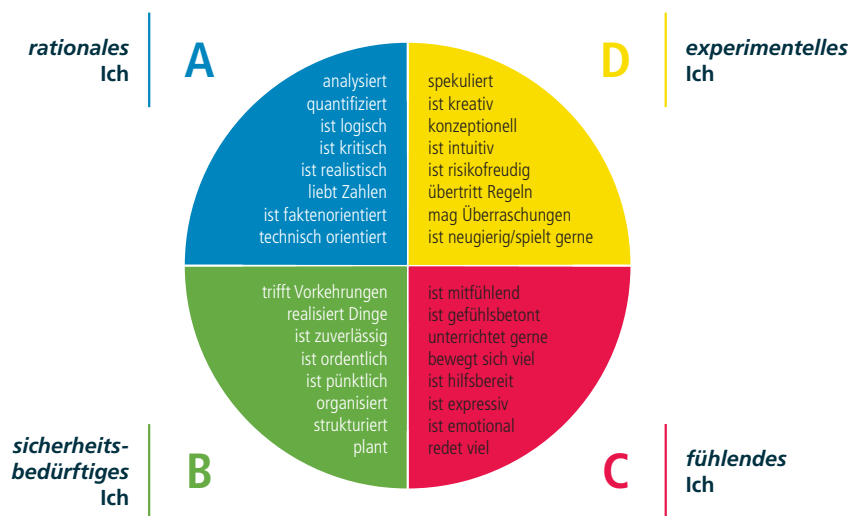 rationales
Ich
A
analysiert
quantifiziert
ist logisch
ist kritisch
ist realistisch
liebt Zahlen
ist faktenorientiert
technisch orientiert
D
experimentelles
Ich
spekuliert
ist kreativ
konzeptionell
ist intuitiv
ist risikofreudig
übertritt Regeln
mag Überraschungen
ist neugierig/spielt gerne
sicherheits-
bedürftiges
Ich
B
trifft Vorkehrungen
realisiert Dinge
ist zuverlässig
ist ordentlich
ist pünktlich
organisiert
strukturiert
plant
ist mitfühlend
ist gefühlsbetont
unterrichtet gerne
bewegt sich viel
ist hilfsbereit
ist expressiv
ist emotional
redet viel
C
fühlendes
Ich